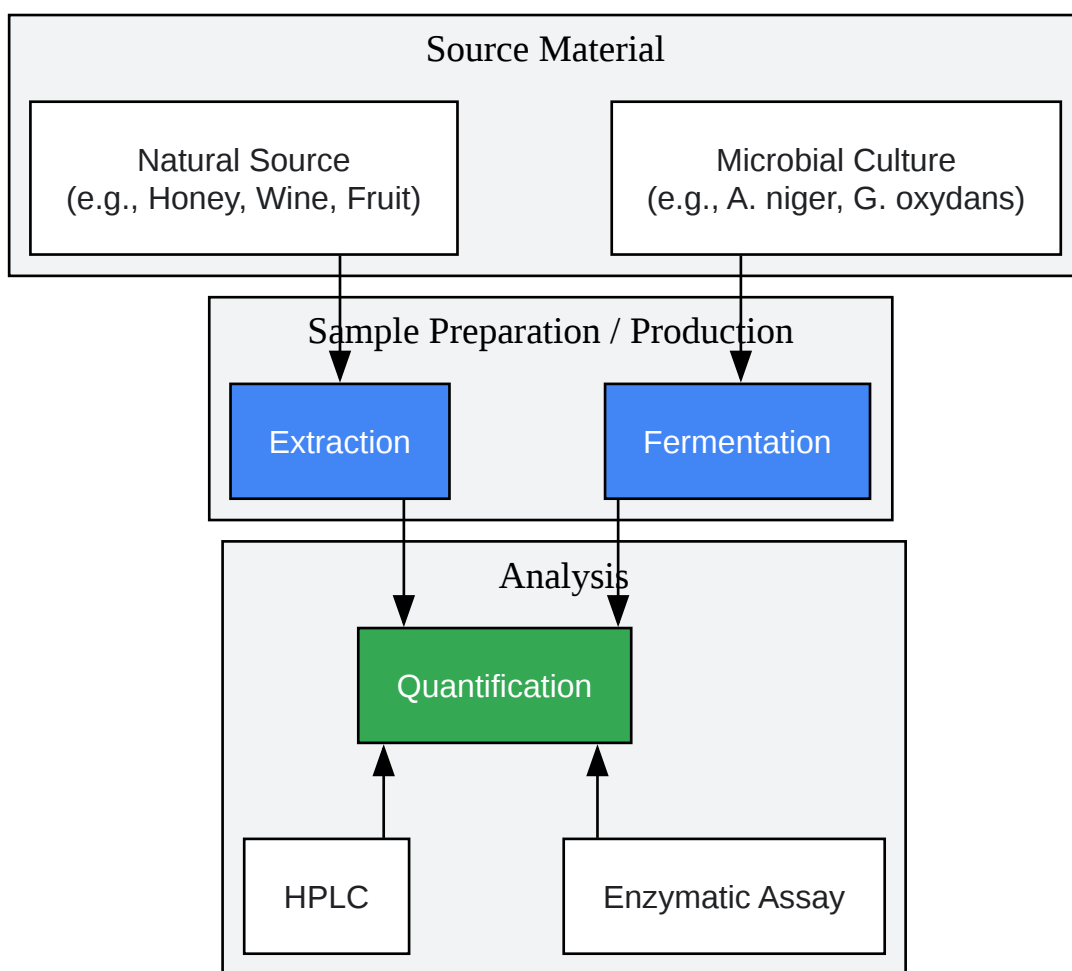 Source Material
Natural Source
(e.g., Honey, Wine, Fruit)
Microbial Culture
(e.g., A. niger, G. oxydans)
Sample Preparation / Production
Extraction
Fermentation
Analysis
Quantification
HPLC
Enzymatic Assay